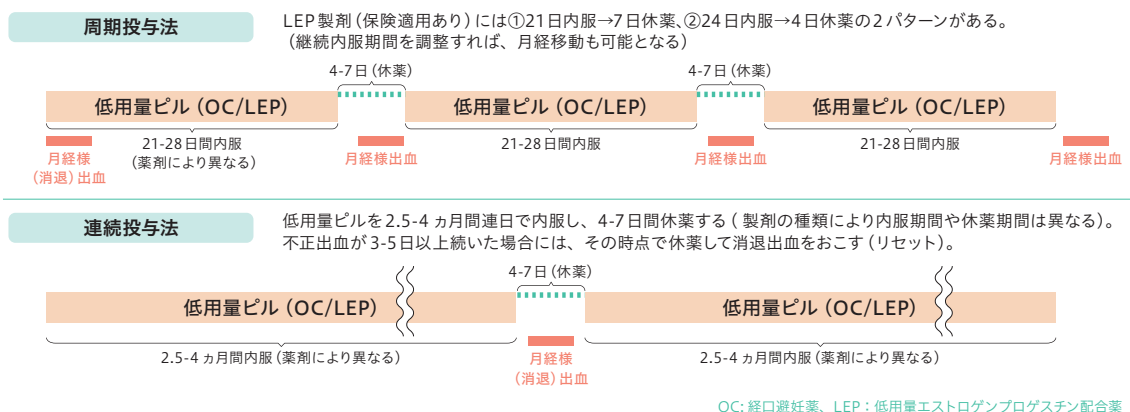 周期投与法
LEP製剤(保険適用あり)には①21日内服→7日休薬、②24日内服→4日休薬の2パターンがある。
(継続内服期間を調整すれば、月経移動も可能となる)
4-7日(休薬)
4-7日(休薬)
低用量ピル(OC/LEP)
低用量ピル(OC/LEP)
低用量ピル(OC/LEP)
21-28日間内服
(薬剤により異なる)
21-28日間内服
21-28日間内服
月経様
(消退)出血
月経様出血
月経様出血
月経様出血
連続投与法
低用量ピルを2.5-4ヵ月間連日で内服し、4-7日間休薬する(製剤の種類により内服期間や休薬期間は異なる)。
不正出血が3-5日以上続いた場合には、その時点で休薬して消退出血をおこす(リセット)。
4-7日(休薬)
低用量ピル(OC/LEP)
低用量ピル(OC/LEP)
2.5-4ヵ月間内服(薬剤により異なる)
月経様
(消退)出血
2.5-4ヵ月間内服(薬剤により異なる)
OC:経口避妊薬、LEP:低用量エストロゲンプロゲスチン配合薬